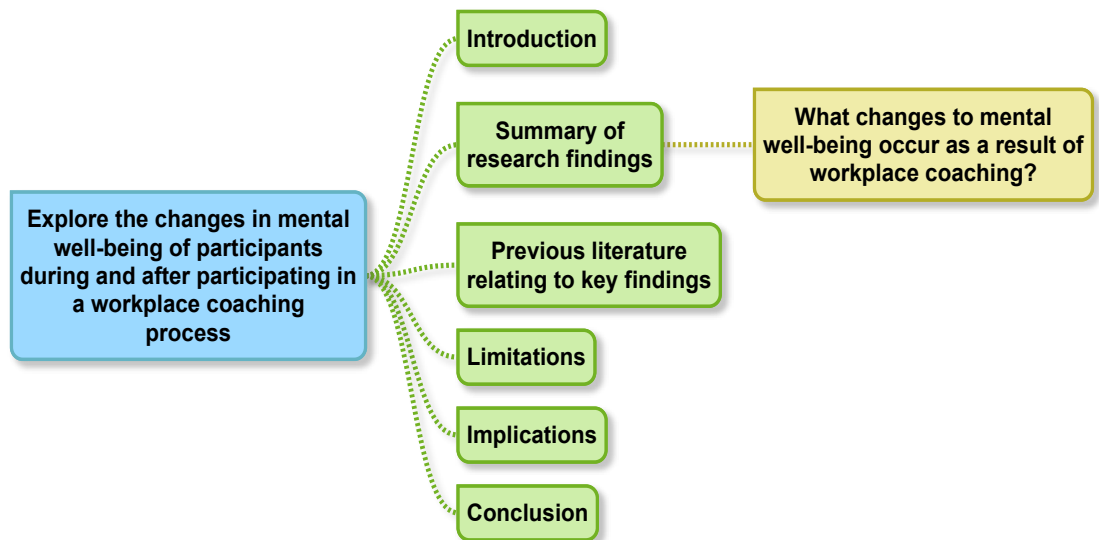 Explore the changes in mental
well-being of participants
during and after participating in
a workplace coaching
process
Introduction
Summary of
research findings
What changes to mental
well-being occur as a result of
workplace coaching?
Previous literature
relating to key findings
Limitations
Implications
Conclusion